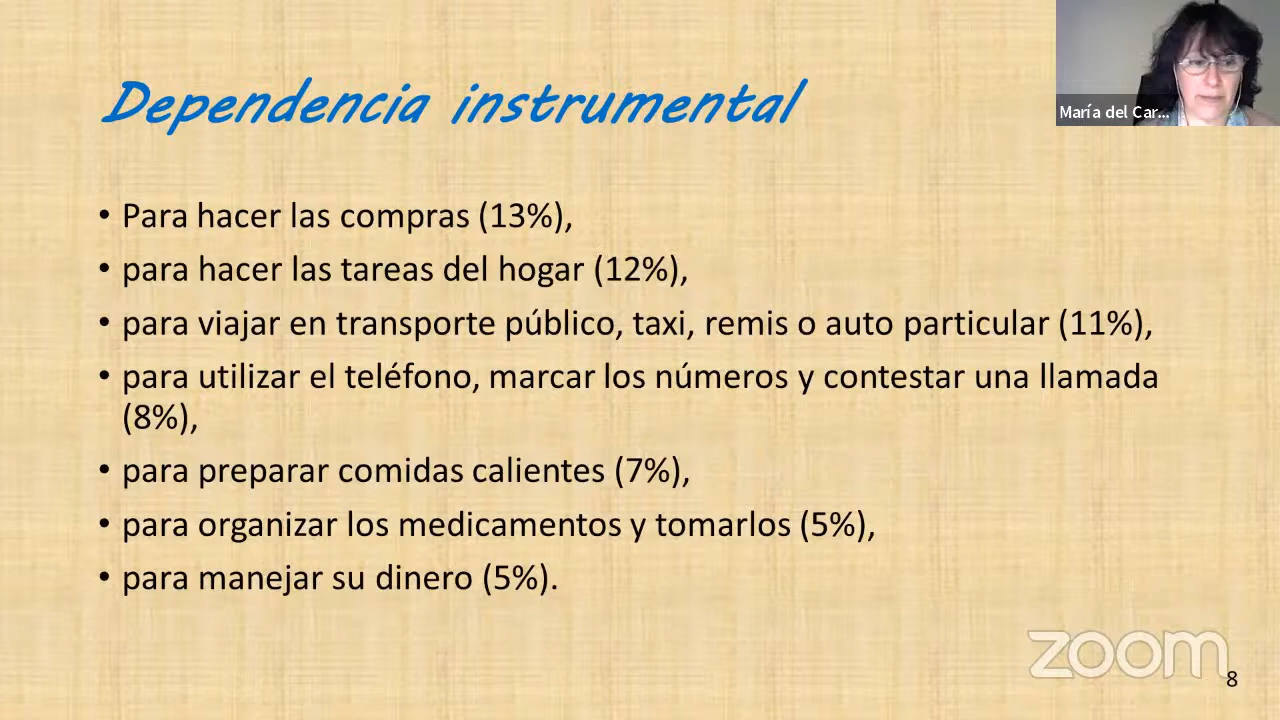 Dependencia instrumental
María del Car...
• Para hacer las compras (13%),
• para hacer las tareas del hogar (12%),
• para viajar en transporte público, taxi, remis o auto particular (11%),
• para utilizar el teléfono, marcar los números y contestar una llamada
(8%),
• para preparar comidas calientes (7%),
• para organizar los medicamentos y tomarlos (5%),
• para manejar su dinero (5%).
zoom
8